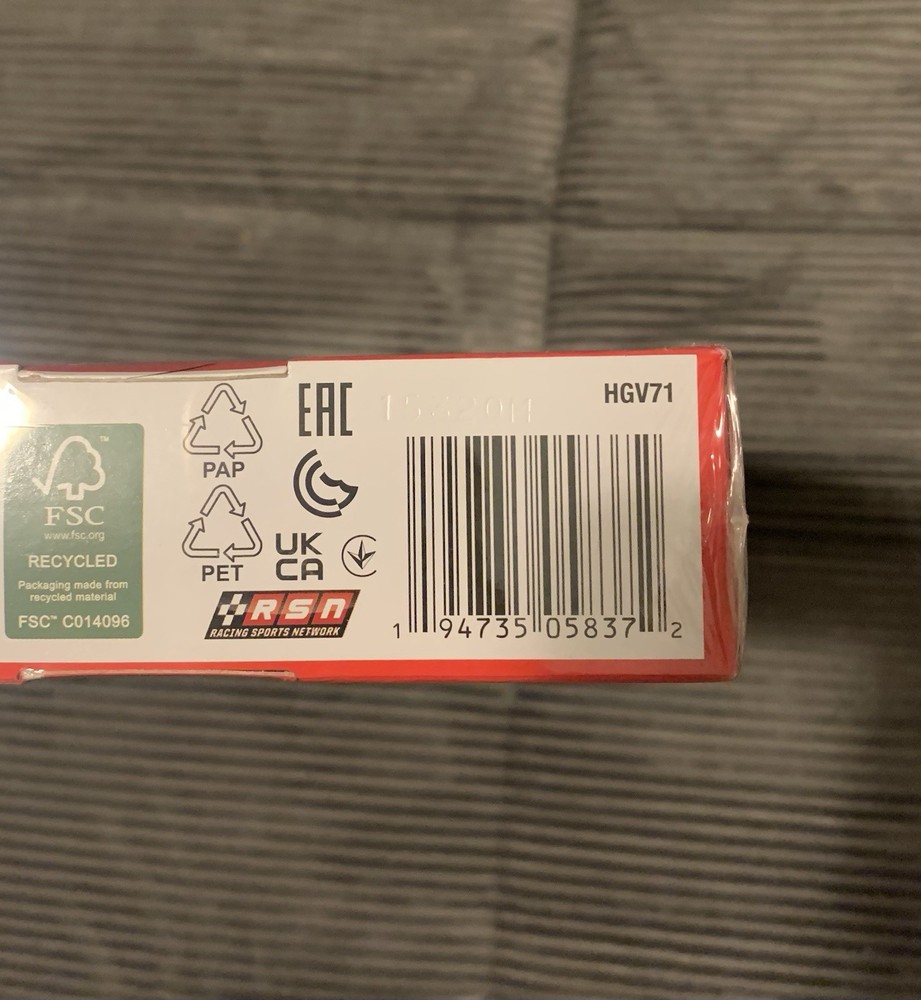 FSC
™
www.fsc.org
RECYCLED
Packaging made from
recycled material
FSC™ C014096
PAP
PET
EAC
UK
CA
RSN
RACING SPORTS NETWORK
HGV71
1 94735 05837 2